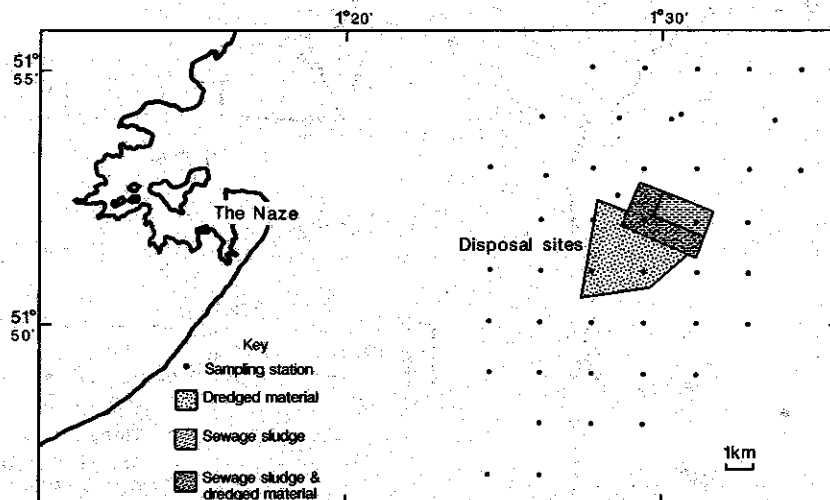 1°20′ 1°30′
51°
55′
The Naze
Disposal sites
51°
50′
Key
Sampling station
Dredged material
Sewage sludge
1km
Sewage sludge &
dredged material